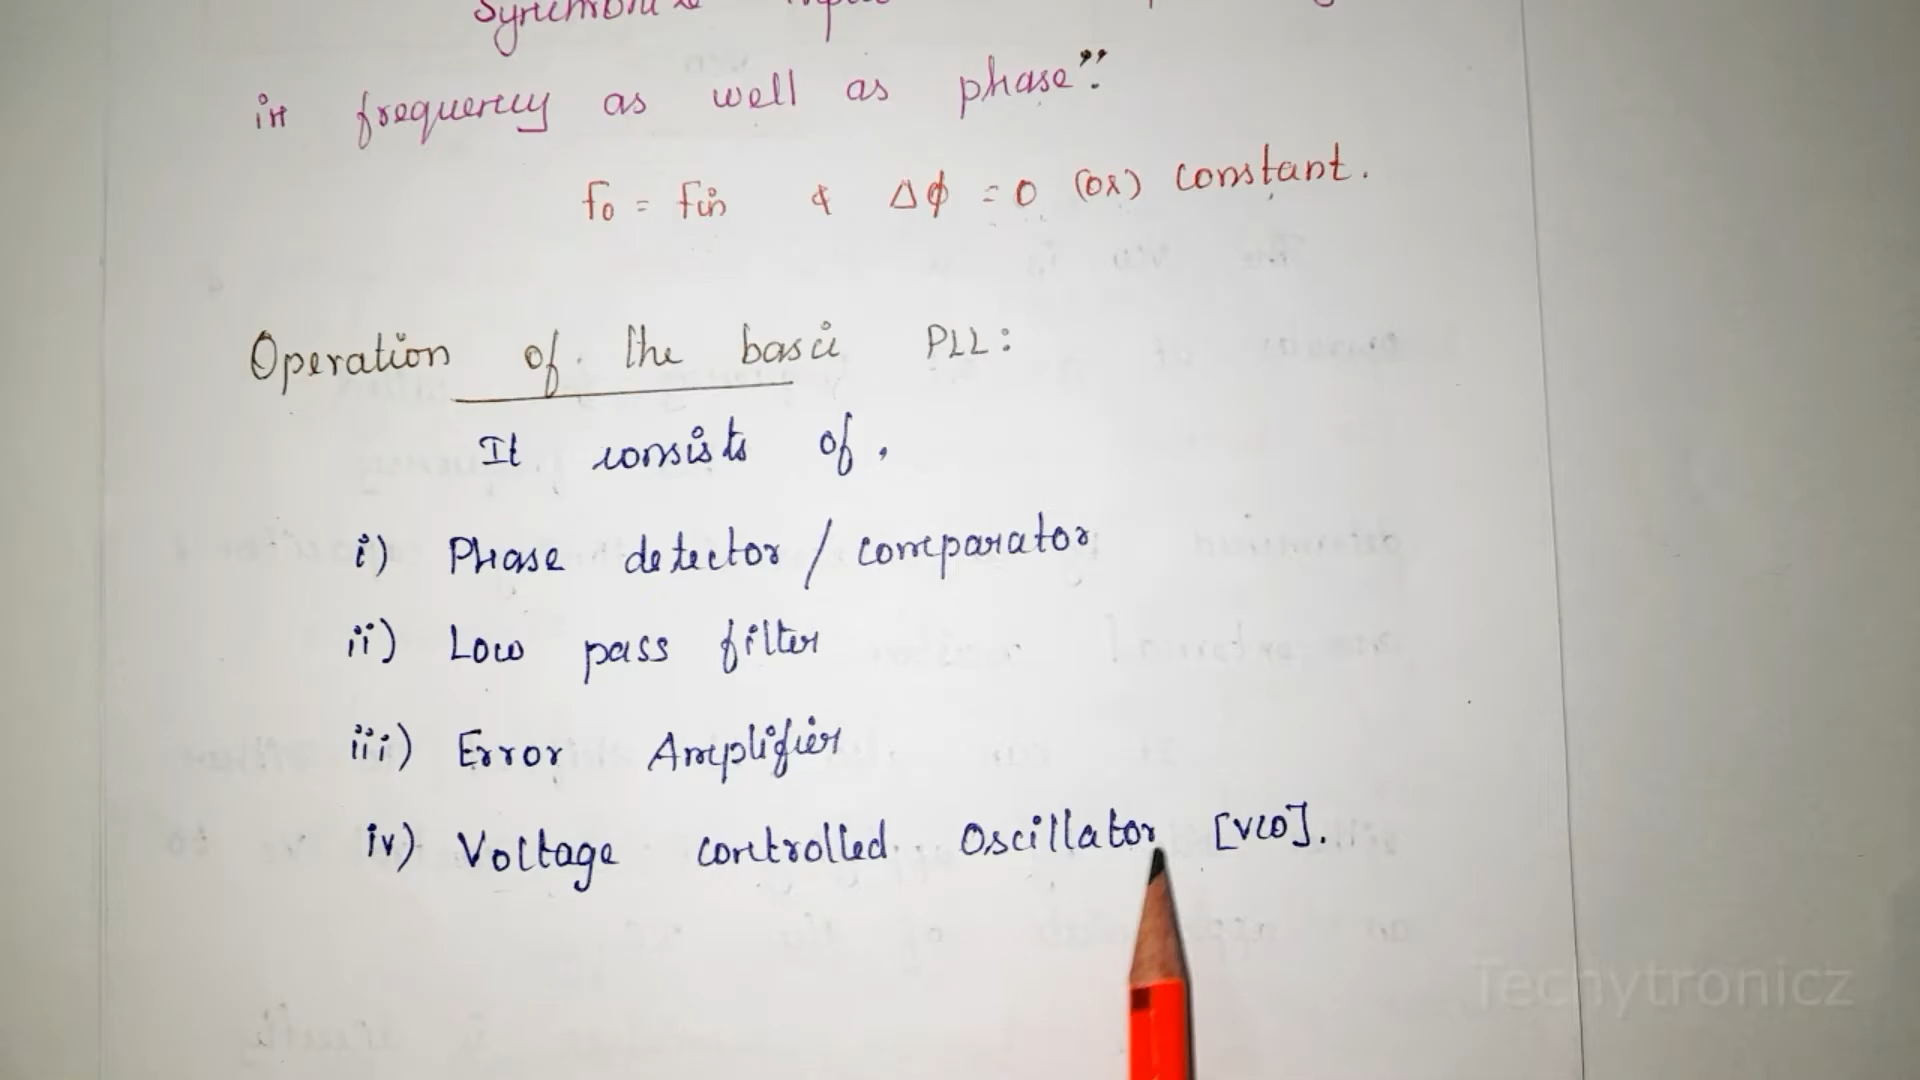 in frequency as well as phase”.
fo = fin & Δϕ = 0 (or) constant.
Operation of the basic PLL:
It consists of,
i) Phase detector / comparator
ii) Low pass filter
iii) Error Amplifier
iv) Voltage controlled Oscillator [VCO].
Techytronicz